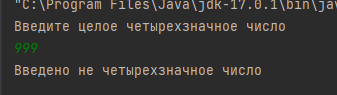 "C:\Program Files\Java\jdk-17.0.1\bin\jav
Введите целое четырехзначное число
999
Введено не четырехзначное число